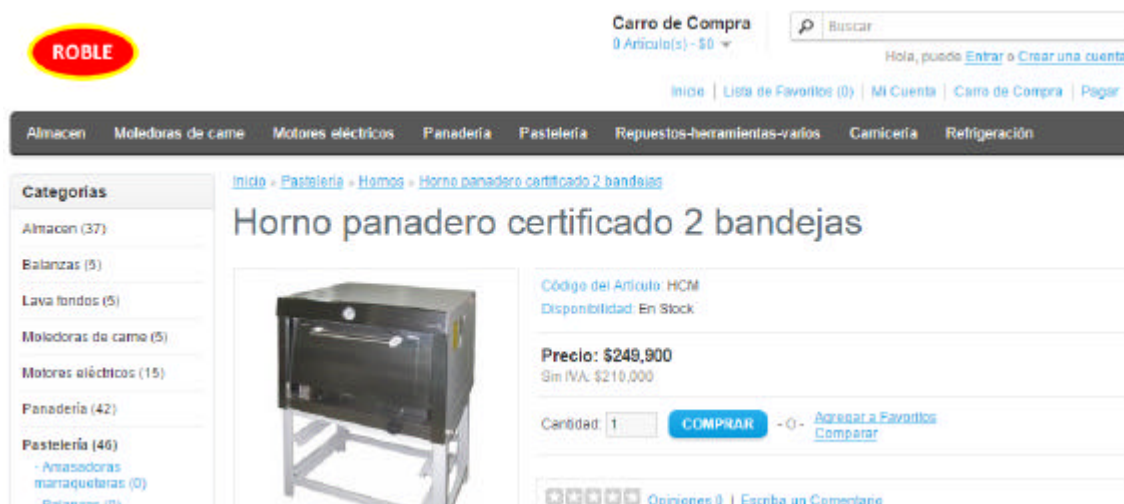 ROBLE
Carro de Compra
0 Artículo(s) - $0
Buscar
Hola, puede Entrar o Crear una cuenta
Inicio | Lista de Favoritos (0) | Mi Cuenta | Carro de Compra | Pagar
Almacen Moledoras de carne Motores eléctricos Panadería Pastelería Repuestos-herramientas-varios Carnicería Refrigeración
Categorías
Almacen (37)
Balanzas (5)
Lava fondos (5)
Moledoras de carne (5)
Motores eléctricos (15)
Panadería (42)
Pastelería (46)
- Amasadoras
marraqueteras (0)
- Balanzas (0)
Inicio » Pastelería » Hornos » Horno panadero certificado 2 bandejas
Horno panadero certificado 2 bandejas
Código del Artículo: HCM
Disponibilidad: En Stock
Precio: $249,900
Sin IVA: $210,000
Cantidad: 1 COMPRAR - O - Agregar a Favoritos
Comparar
Opiniones 0 | Escriba un Comentario